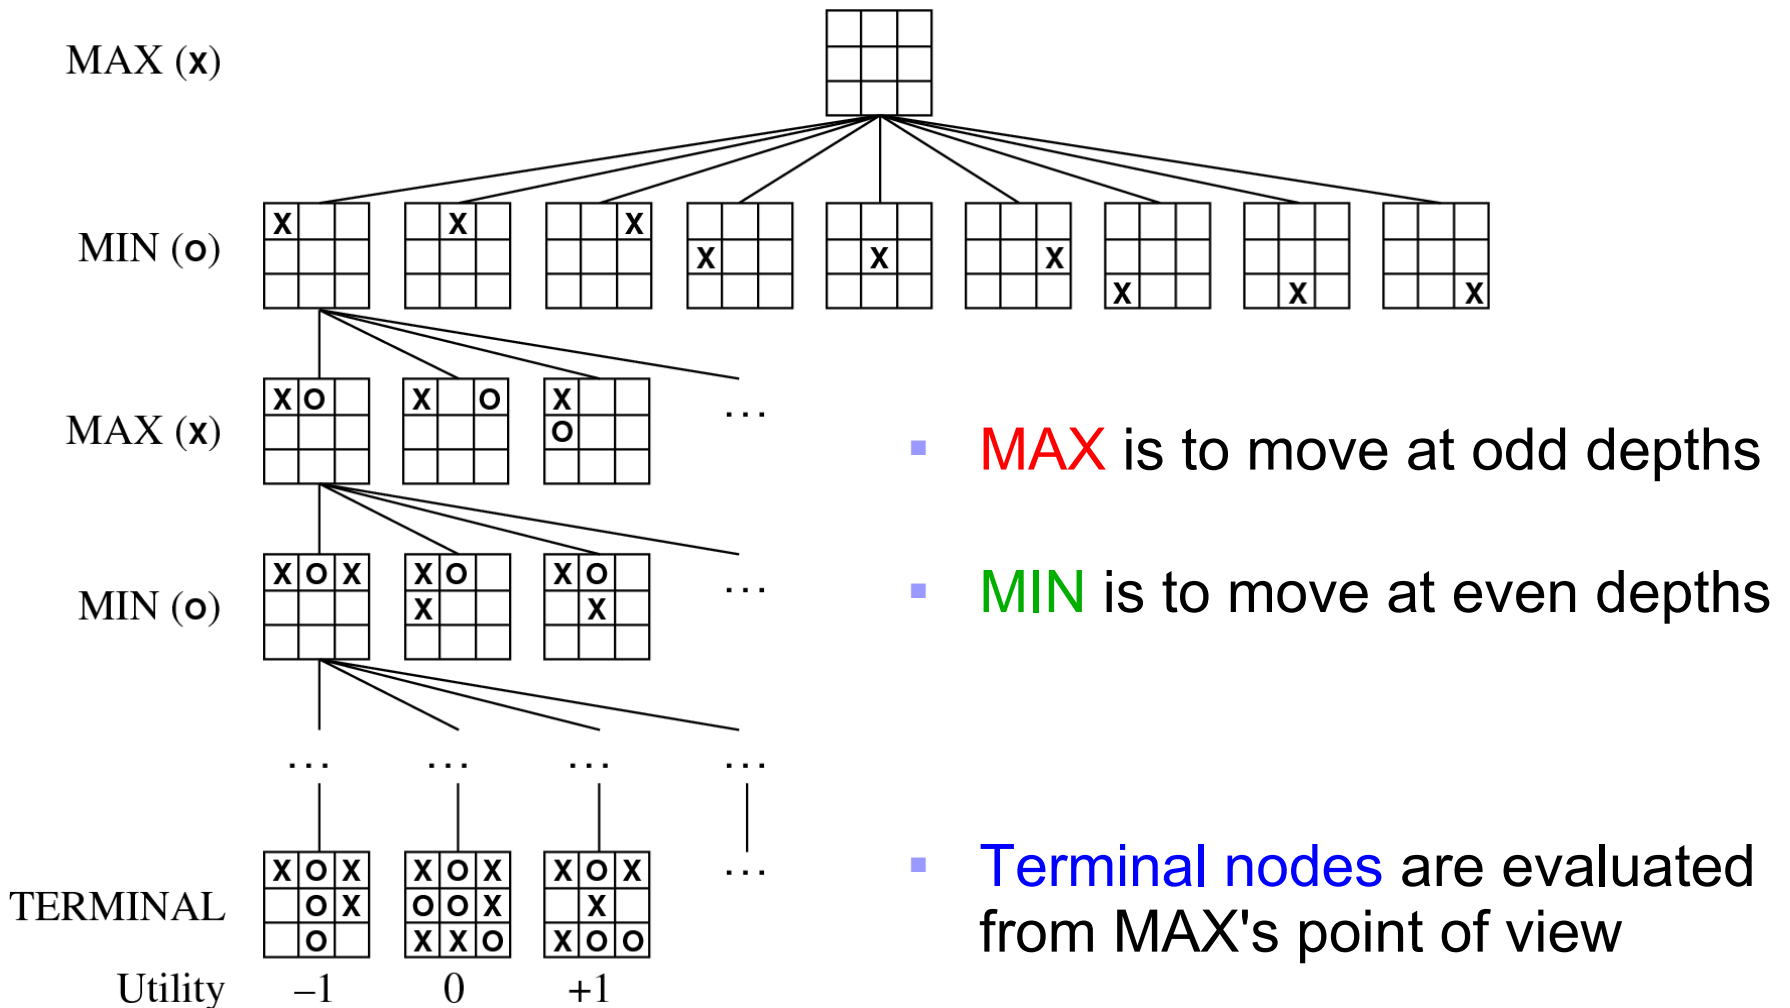 MAX (X)
MIN (O)
X X X X X X X X X
MAX (X)
X O X O X
O
...
MAX is to move at odd depths
MIN (O)
X O X X O X O
X X
...
MIN is to move at even depths
... ... ... ...
TERMINAL
X O X X O X X O X
O X O O X X
O X X O X O O
...
Terminal nodes are evaluated
from MAX's point of view
Utility –1 0 +1